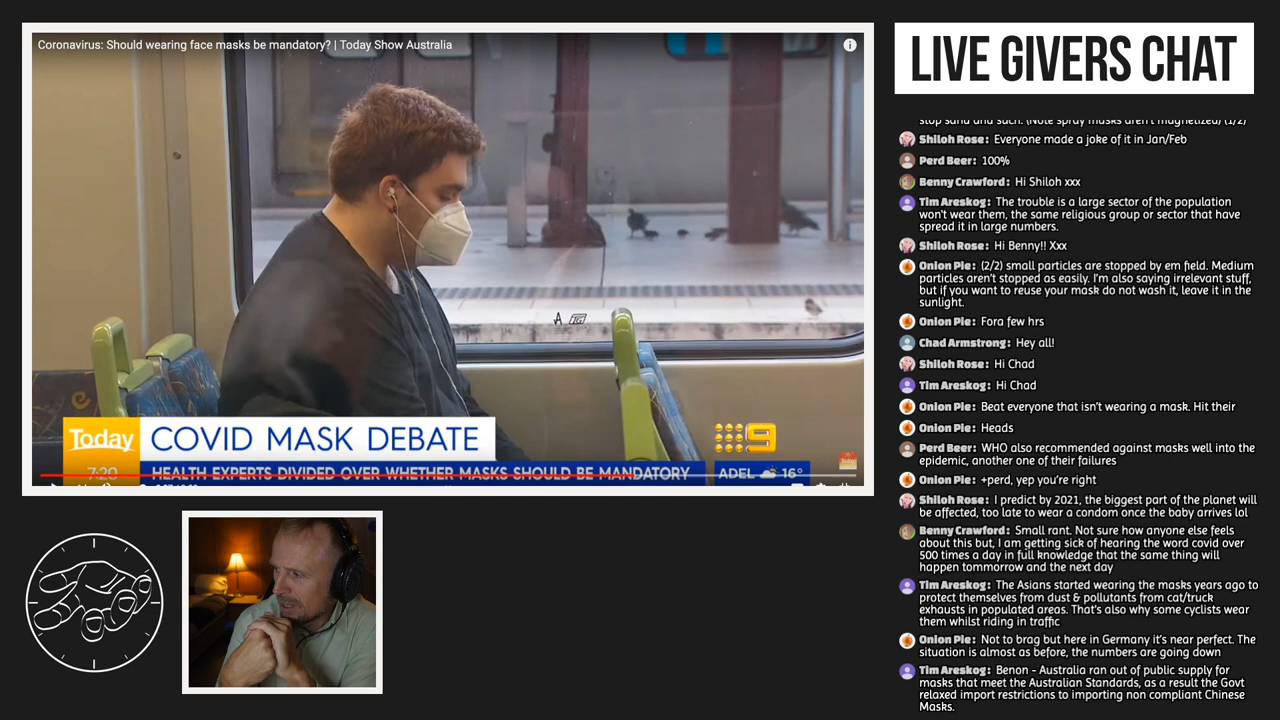 Coronavirus: Should wearing face masks be mandatory? | Today Show Australia
Today
COVID MASK DEBATE
7:20
HEALTH EXPERTS DIVIDED OVER WHETHER MASKS SHOULD BE MANDATORY
ADEL 16°
9
LIVE GIVERS CHAT
stop sand and such. (Note spray masks aren't magnetized) (1/2)
Shiloh Rose: Everyone made a joke of it in Jan/Feb
Perd Beer: 100%
Benny Crawford: Hi Shiloh xxx
Tim Areskog: The trouble is a large sector of the population
won't wear them, the same religious group or sector that have
spread it in large numbers.
Shiloh Rose: Hi Benny!! Xxx
Onion Pie: (2/2) small particles are stopped by em field. Medium
particles aren't stopped as easily. I'm also saying irrelevant stuff,
but if you want to reuse your mask do not wash it, leave it in the
sunlight.
Onion Pie: Fora few hrs
Chad Armstrong: Hey all!
Shiloh Rose: Hi Chad
Tim Areskog: Hi Chad
Onion Pie: Beat everyone that isn't wearing a mask. Hit their
Onion Pie: Heads
Perd Beer: WHO also recommended against masks well into the
epidemic, another one of their failures
Onion Pie: +perd, yep you're right
Shiloh Rose: I predict by 2021, the biggest part of the planet will
be affected, too late to wear a condom once the baby arrives lol
Benny Crawford: Small rant. Not sure how anyone else feels
about this but, I am getting sick of hearing the word covid over
500 times a day in full knowledge that the same thing will
happen tommorrow and the next day
Tim Areskog: The Asians started wearing the masks years ago to
protect themselves from dust & pollutants from cat/truck
exhausts in populated areas. That's also why some cyclists wear
them whilst riding in traffic
Onion Pie: Not to brag but here in Germany it's near perfect. The
situation is almost as before, the numbers are going down
Tim Areskog: Benon - Australia ran out of public supply for
masks that meet the Australian Standards, as a result the Govt
relaxed import restrictions to importing non compliant Chinese
Masks.